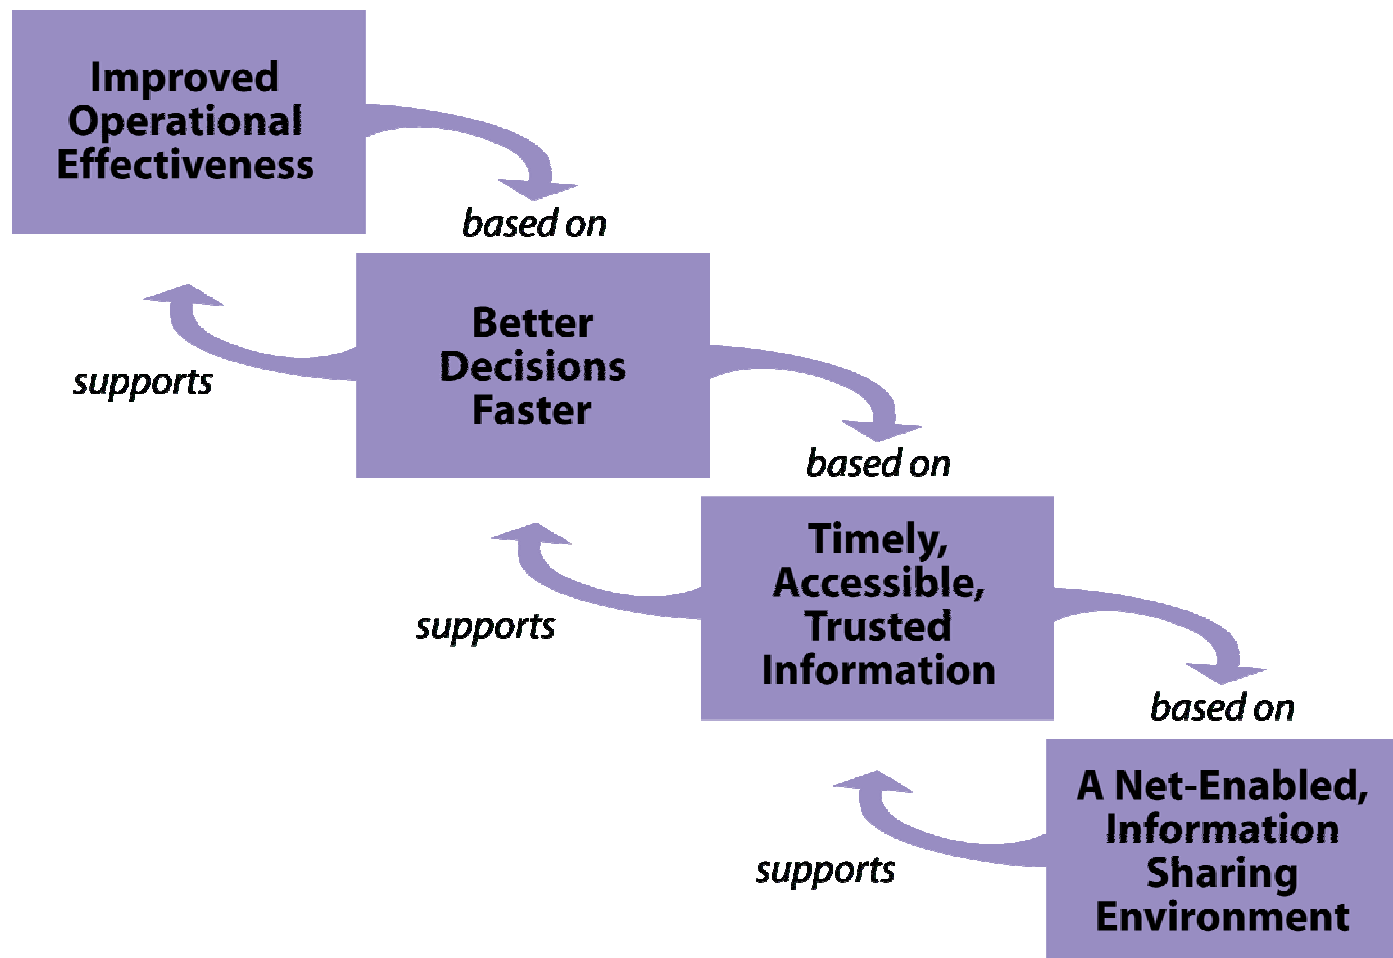 Improved
Operational
Effectiveness
based on
supports
Better
Decisions
Faster
based on
supports
Timely,
Accessible,
Trusted
Information
based on
supports
A Net-Enabled,
Information
Sharing
Environment